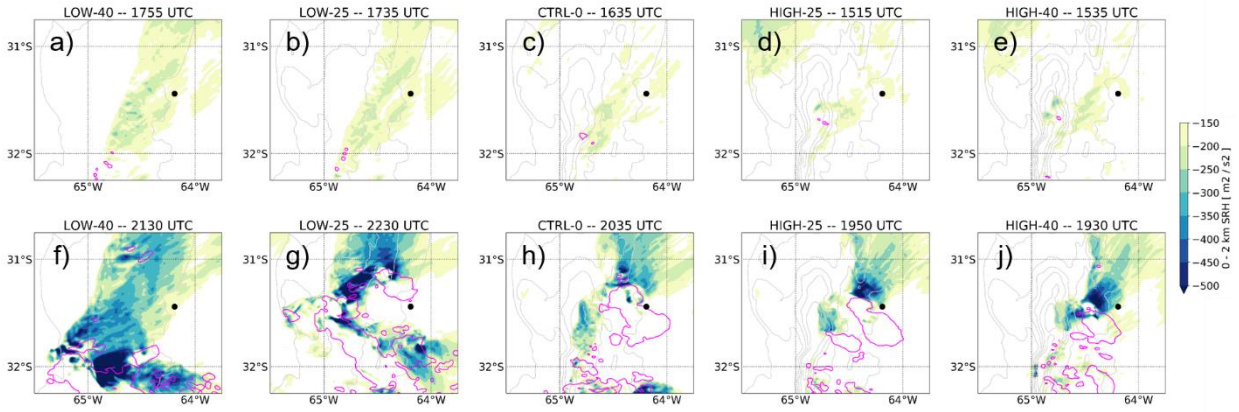 LOW-40 -- 1755 UTC
LOW-25 -- 1735 UTC
CTRL-0 -- 1635 UTC
HIGH-25 -- 1515 UTC
HIGH-40 -- 1535 UTC
a)
b)
c)
d)
e)
31°S
31°S
31°S
31°S
31°S
32°S
32°S
32°S
32°S
32°S
65°W
64°W
65°W
64°W
65°W
64°W
65°W
64°W
65°W
64°W
LOW-40 -- 2130 UTC
LOW-25 -- 2230 UTC
CTRL-0 -- 2035 UTC
HIGH-25 -- 1950 UTC
HIGH-40 -- 1930 UTC
f)
g)
h)
i)
j)
31°S
31°S
31°S
31°S
31°S
32°S
32°S
32°S
32°S
32°S
65°W
64°W
65°W
64°W
65°W
64°W
65°W
64°W
65°W
64°W
−150
−200
−250
−300
−350
−400
−450
−500
0 - 2 km SRH [ m2 / s2 ]